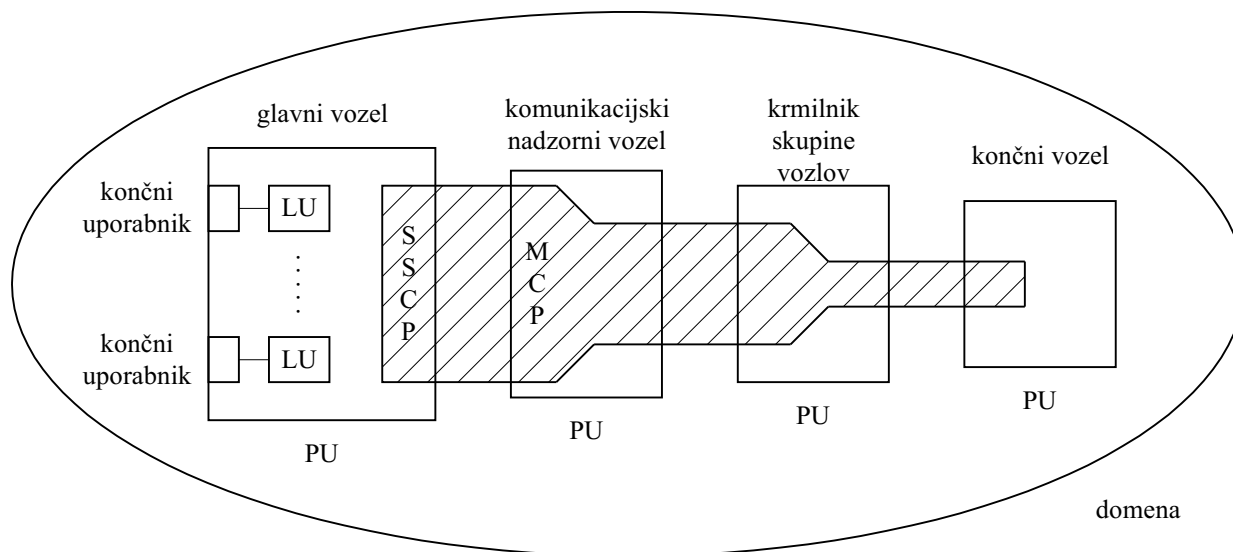 glavni vozel
komunikacijski
nadzorni vozel
krmilnik
skupine
vozlov
končni vozel
končni
uporabnik
LU
končni
uporabnik
LU
S
S
C
P
M
C
P
PU
PU
PU
PU
domena